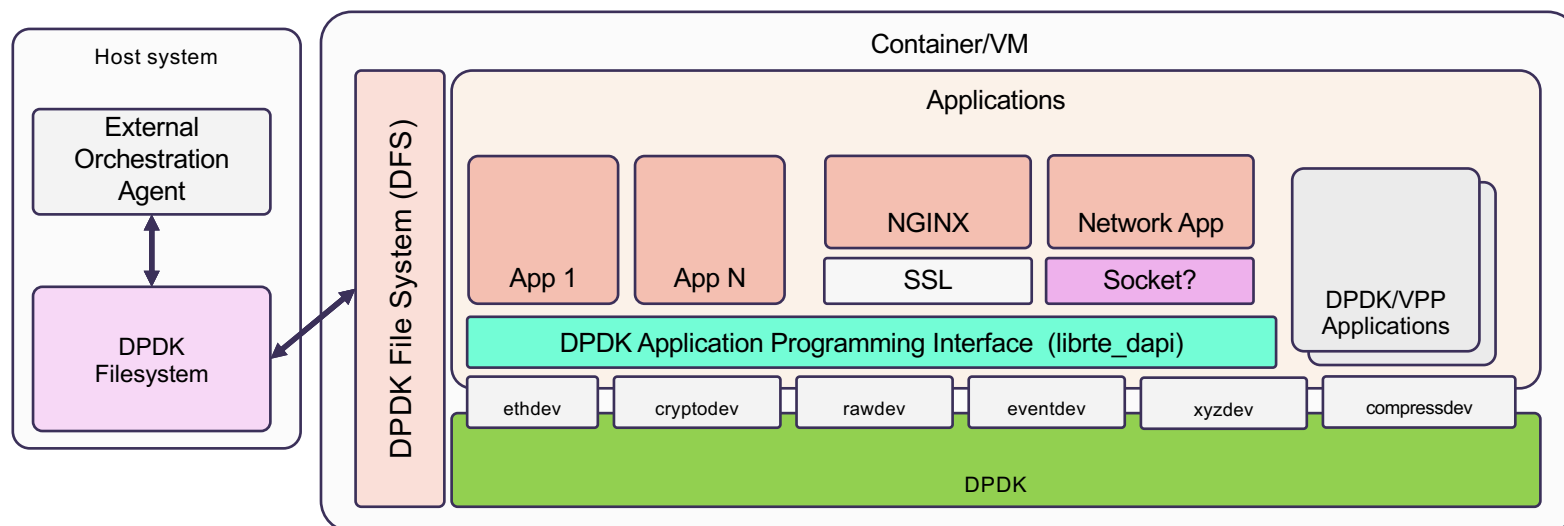 Host system
External
Orchestration
Agent
DPDK
Filesystem
Container/VM
DPDK File System (DFS)
Applications
App 1
App N
NGINX
Network App
SSL
Socket?
DPDK/VPP
Applications
DPDK Application Programming Interface (librte_dapi)
ethdev
cryptodev
rawdev
eventdev
xyzdev
compressdev
DPDK